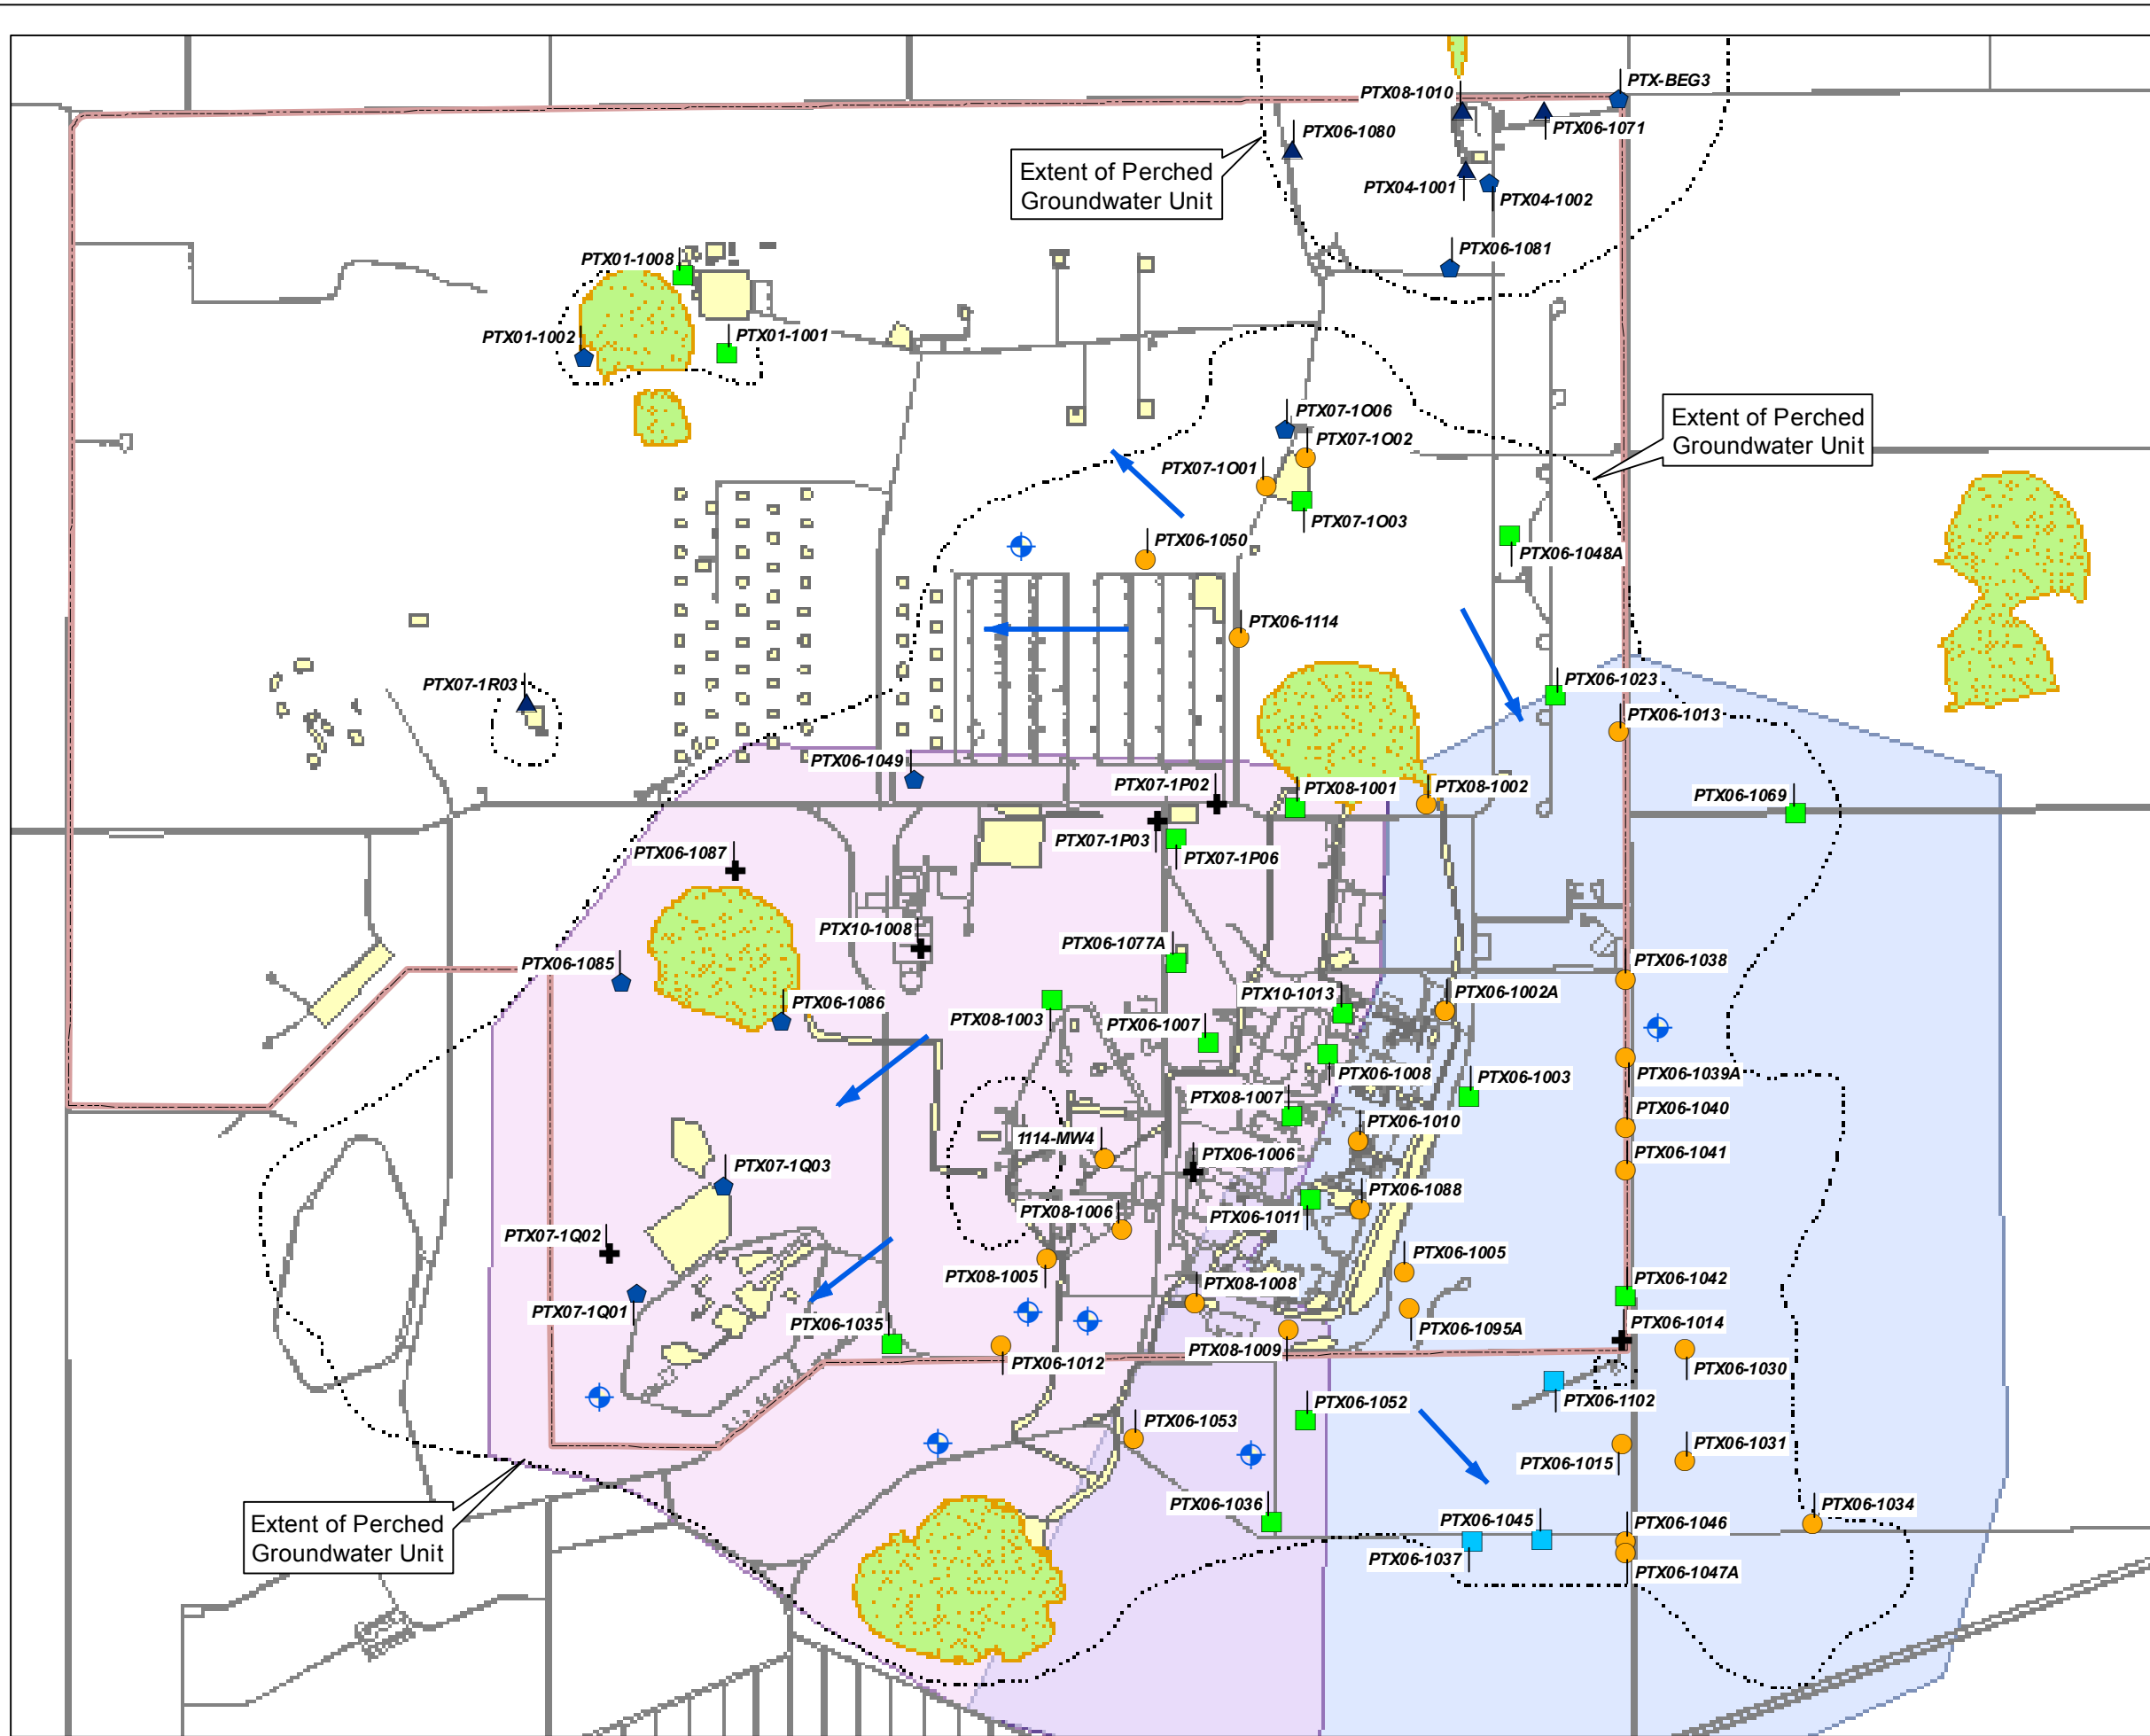 PTX-BEG3
PTX08-1010
PTX06-1071
PTX06-1080
Extent of Perched
Groundwater Unit
PTX04-1001
PTX04-1002
PTX06-1081
PTX01-1008
PTX01-1002
PTX01-1001
Extent of Perched
Groundwater Unit
PTX07-1O06
PTX07-1O02
PTX07-1O01
PTX07-1O03
PTX06-1050
PTX06-1048A
PTX06-1114
PTX07-1R03
PTX06-1023
PTX06-1013
PTX06-1049
PTX07-1P02
PTX08-1001
PTX08-1002
PTX06-1069
PTX07-1P03
PTX07-1P06
PTX06-1087
PTX10-1008
PTX06-1077A
PTX06-1085
PTX06-1038
PTX06-1086
PTX10-1013
PTX06-1002A
PTX08-1003
PTX06-1007
PTX06-1008
PTX06-1003
PTX06-1039A
PTX08-1007
PTX06-1040
PTX06-1010
1114-MW4
PTX06-1006
PTX06-1041
PTX07-1Q03
PTX06-1088
PTX08-1006
PTX06-1011
PTX07-1Q02
PTX06-1005
PTX08-1005
PTX08-1008
PTX06-1042
PTX07-1Q01
PTX06-1035
PTX06-1095A
PTX06-1014
PTX08-1009
PTX06-1012
PTX06-1030
PTX06-1102
PTX06-1052
PTX06-1053
PTX06-1031
PTX06-1015
PTX06-1036
PTX06-1034
PTX06-1045
PTX06-1046
Extent of Perched
Groundwater Unit
PTX06-1037
PTX06-1047A